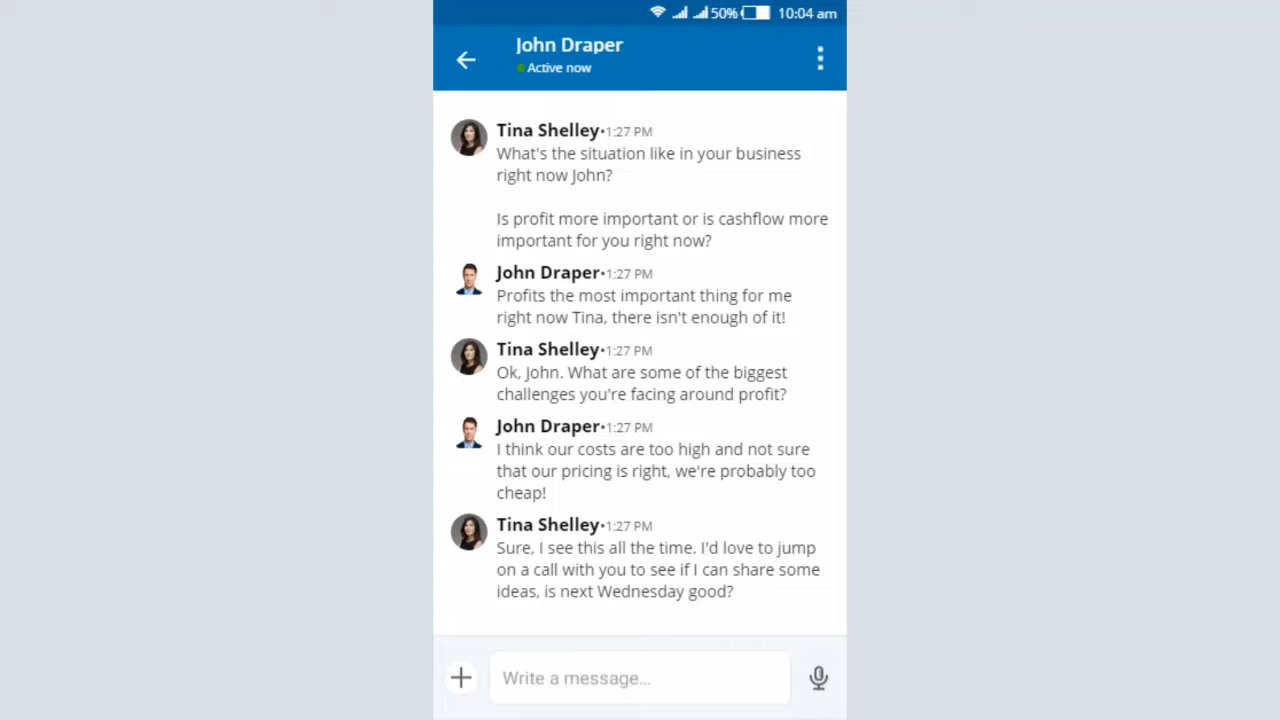 50% 10:04 am
John Draper
Active now
Tina Shelley•1:27 PM
What's the situation like in your business
right now John?
Is profit more important or is cashflow more
important for you right now?
John Draper•1:27 PM
Profits the most important thing for me
right now Tina, there isn't enough of it!
Tina Shelley•1:27 PM
Ok, John. What are some of the biggest
challenges you're facing around profit?
John Draper•1:27 PM
I think our costs are too high and not sure
that our pricing is right, we're probably too
cheap!
Tina Shelley•1:27 PM
Sure, I see this all the time. I'd love to jump
on a call with you to see if I can share some
ideas, is next Wednesday good?
Write a message...